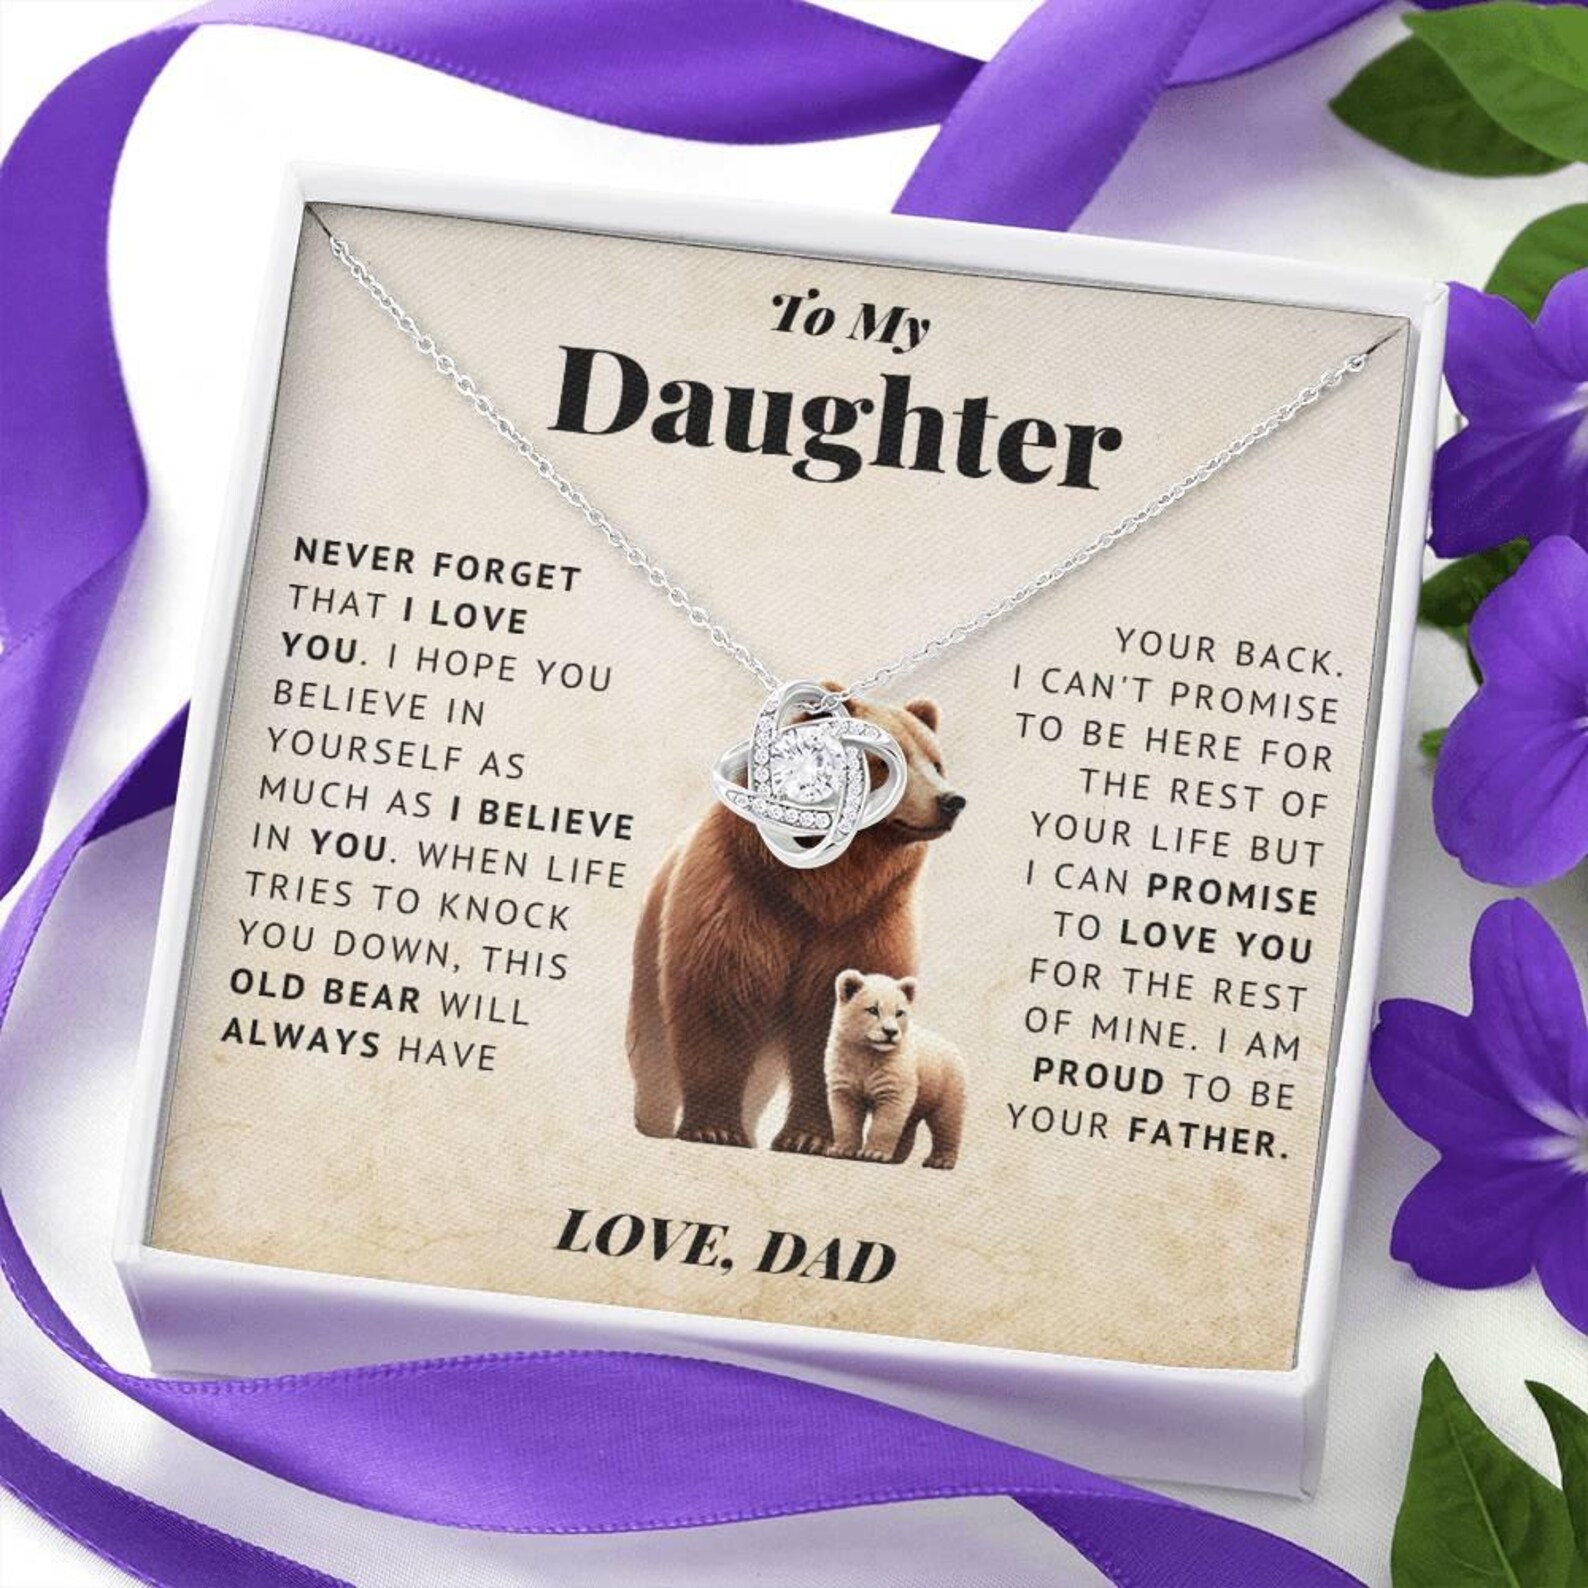 To My
Daughter
NEVER FORGET
THAT I LOVE
YOU. I HOPE YOU
BELIEVE IN
YOURSELF AS
MUCH AS I BELIEVE
IN YOU. WHEN LIFE
TRIES TO KNOCK
YOU DOWN, THIS
OLD BEAR WILL
ALWAYS HAVE
YOUR BACK.
I CAN'T PROMISE
TO BE HERE FOR
THE REST OF
YOUR LIFE BUT
I CAN PROMISE
TO LOVE YOU
FOR THE REST
OF MINE. I AM
PROUD TO BE
YOUR FATHER.
LOVE, DAD